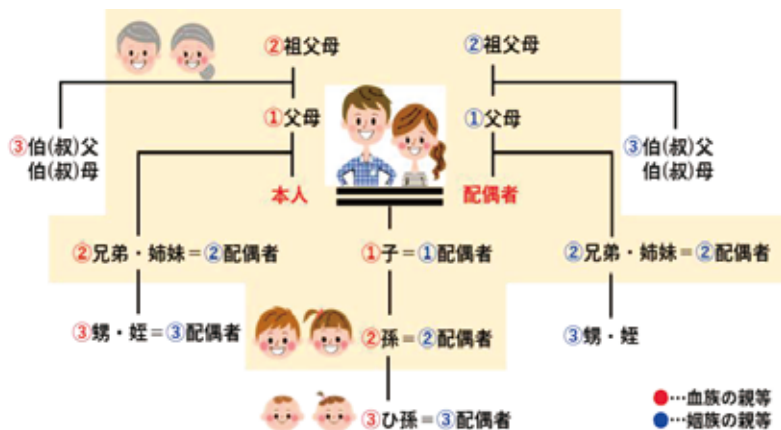 ②祖父母
②祖父母
①父母
①父母
③伯(叔)父
伯(叔)母
③伯(叔)父
伯(叔)母
本人
配偶者
②兄弟・姉妹=②配偶者
①子=①配偶者
②兄弟・姉妹=②配偶者
③甥・姪=③配偶者
②孫=②配偶者
③甥・姪
③ひ孫=③配偶者
●…血族の親等
●…姻族の親等